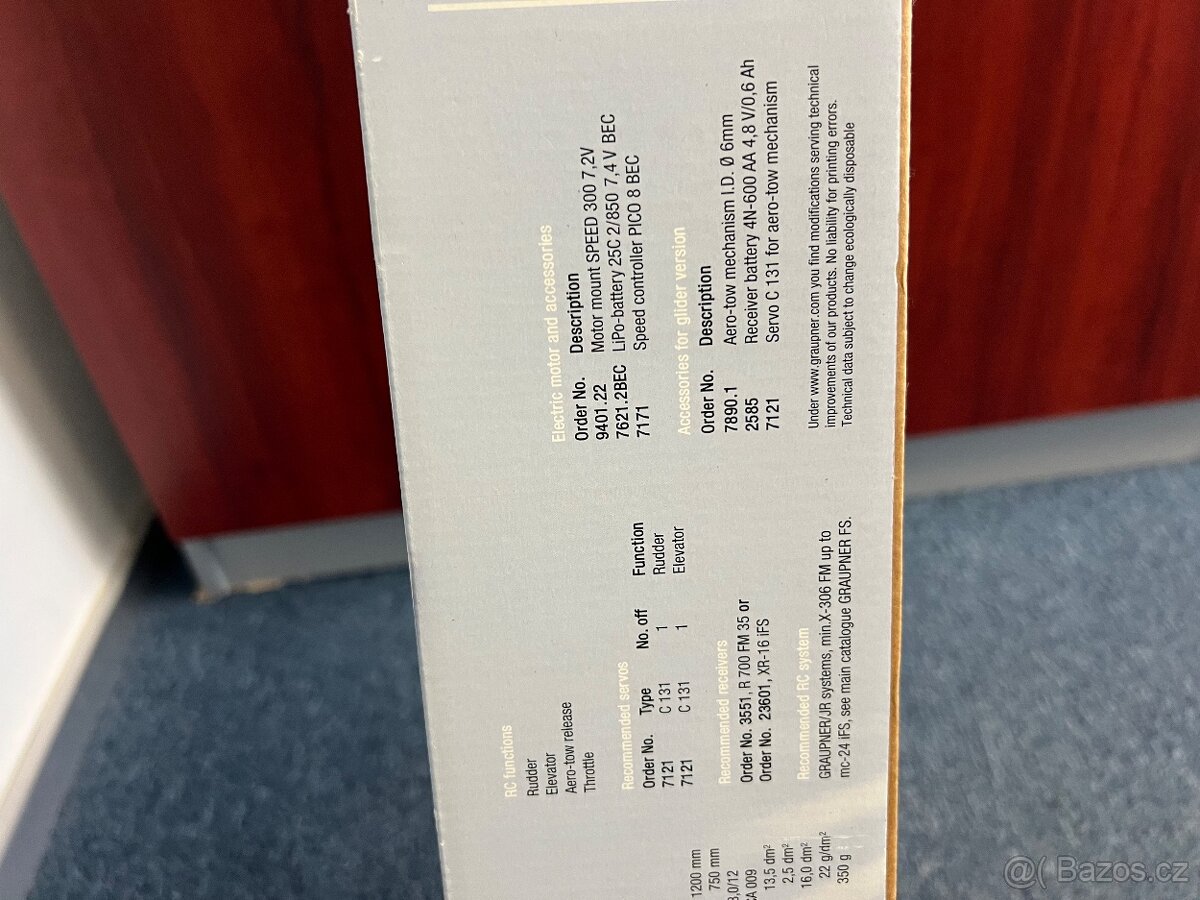 1200 mm
750 mm
3,0/12
CA 009
13,5 dm²
2,5 dm²
16,0 dm²
22 g/dm²
350 g
RC functions
Rudder
Elevator
Aero-tow release
Throttle
Recommended servos
Order No. Type No. off Function
7121 C 131 1 Rudder
7121 C 131 1 Elevator
Recommended receivers
Order No. 3551, R 700 FM 35 or
Order No. 23601, XR-16 iFS
Recommended RC system
GRAUPNER/JR systems, min.X-306 FM up to
mc-24 iFS, see main catalogue GRAUPNER FS.
Electric motor and accessories
Order No. Description
9401.22 Motor mount SPEED 300 7,2V
7621.2BEC LiPo-battery 25C 2/850 7,4 V BEC
7171 Speed controller PICO 8 BEC
Accessories for glider version
Order No. Description
7890.1 Aero-tow mechanism I.D. Ø 6mm
2585 Receiver battery 4N-600 AA 4,8 V/0,6 Ah
7121 Servo C 131 for aero-tow mechanism
Under www.graupner.com you find modifications serving technical
improvements of our products. No liability for printing errors.
Technical data subject to change ecologically disposable
@( Bazos.cz